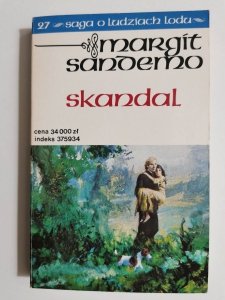 27 saga o ludziach lodu
margit
sandemo
skandal
cena 34 000 zł
indeks 375934